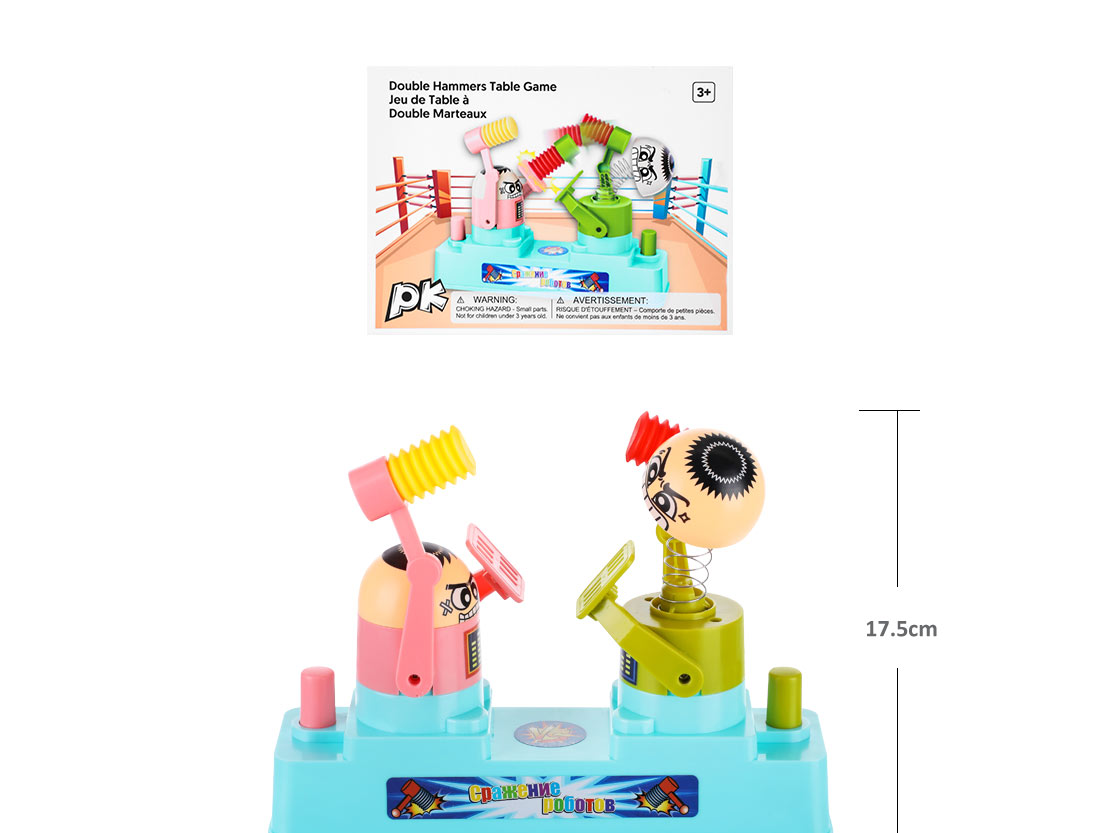 Double Hammers Table Game
Jeu de Table à
Double Marteaux
3+
Сражение
роботов
PK
⚠ WARNING:
CHOKING HAZARD - Small parts.
Not for children under 3 years old.
⚠ AVERTISSEMENT:
RISQUE D'ÉTOUFFEMENT – Comporte de petites pièces.
Ne convient pas aux enfants de moins de 3 ans.
17.5cm
Сражение
роботов